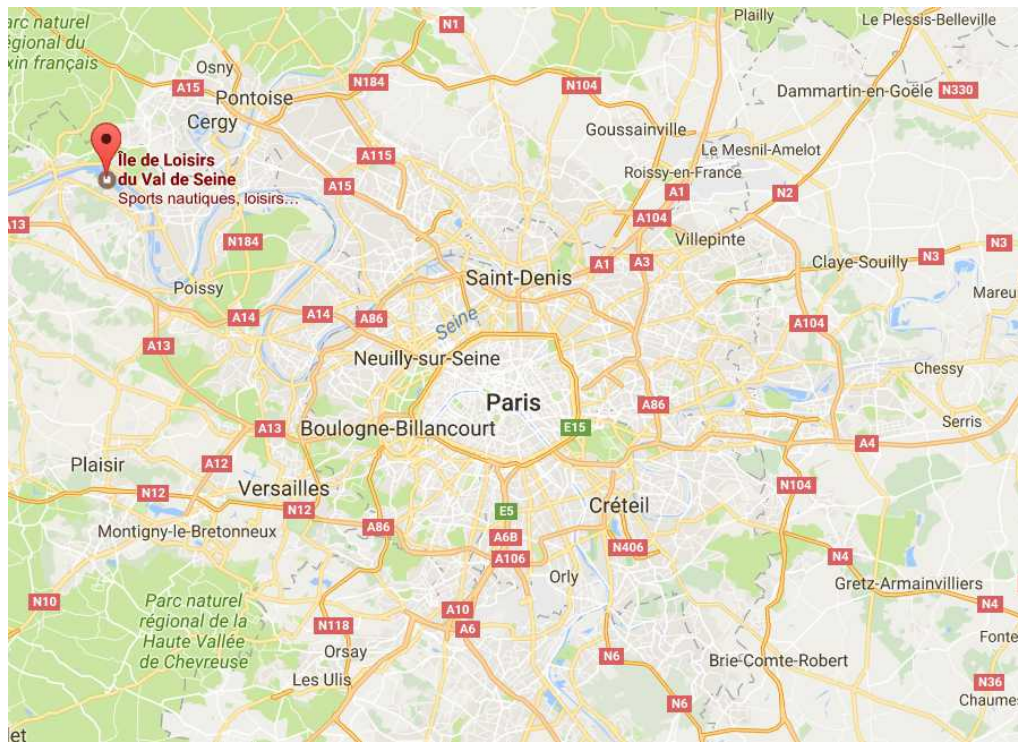 arc naturel
égional du
xin français
N1
Plailly
Le Plessis-Belleville
Osny
A15
Pontoise
N184
N104
Dammartin-en-Goële
N330
Cergy
Goussainville
Île de Loisirs
du Val de Seine
Sports nautiques, loisirs…
A115
A15
Le Mesnil-Amelot
Roissy-en-France
A1
N2
A13
A104
N184
Villepinte
N3
Saint-Denis
A1
A3
Claye-Souilly
N3
Poissy
Mareu
A14
A14
A86
Seine
A104
A13
Neuilly-sur-Seine
Chessy
Paris
A86
A13
Boulogne-Billancourt
E15
Serris
A4
Plaisir
A12
N12
Versailles
N12
N104
Créteil
E5
Montigny-le-Bretonneux
A86
A6B
A106
N406
N4
Orly
Gretz-Armainvilliers
N10
Parc naturel
régional de la
Haute Vallée
de Chevreuse
A10
N4
N118
A6
Fonte
Orsay
N6
Brie-Comte-Robert
Les Ulis
N36
N6
Chaumes
let